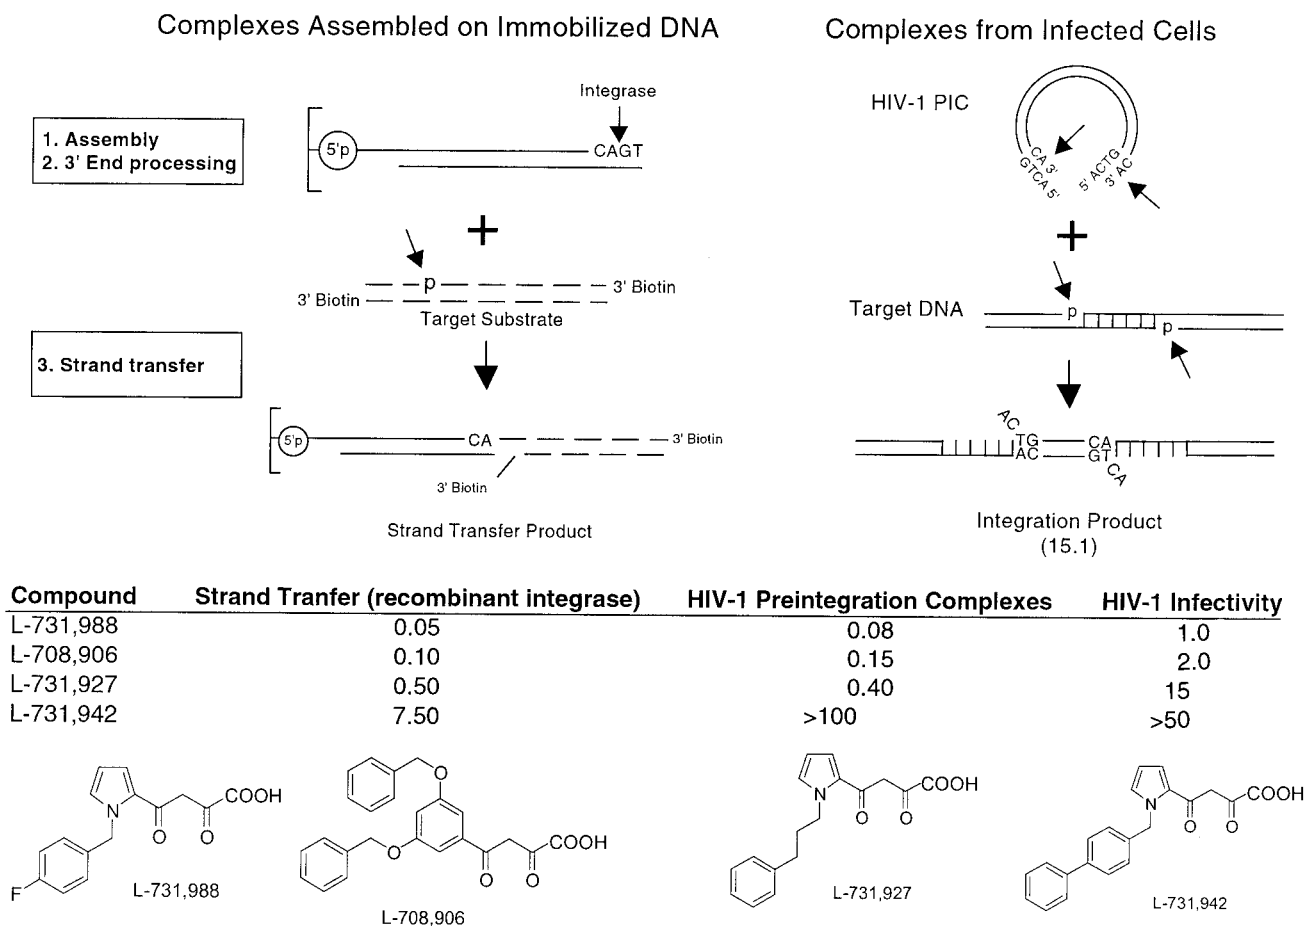 Complexes Assembled on Immobilized DNA
Complexes from Infected Cells
Integrase
1. Assembly
2. 3' End processing
5'p
CAGT
HIV-1 PIC
CA 3'
GTCA 5'
5' ACTG
3' AC
+
+
3' Biotin
p
3' Biotin
Target Substrate
Target DNA
p
p
3. Strand transfer
5'p
CA
3' Biotin
3' Biotin
Strand Transfer Product
AC
TG
AC
CA
GT
CA
Integration Product
(15.1)
Compound Strand Tranfer (recombinant integrase) HIV-1 Preintegration Complexes HIV-1 Infectivity
L-731,988 0.05 0.08 1.0
L-708,906 0.10 0.15 2.0
L-731,927 0.50 0.40 15
L-731,942 7.50 >100 >50
N
O
O
COOH
F
L-731,988
O
O
O
O
COOH
L-708,906
N
O
O
COOH
L-731,927
N
O
O
COOH
L-731,942